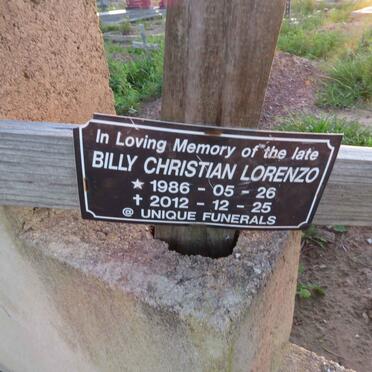 In Loving Memory of the late
BILLY CHRISTIAN LORENZO
★ 1986 - 05 - 26
✝ 2012 - 12 - 25
@ UNIQUE FUNERALS